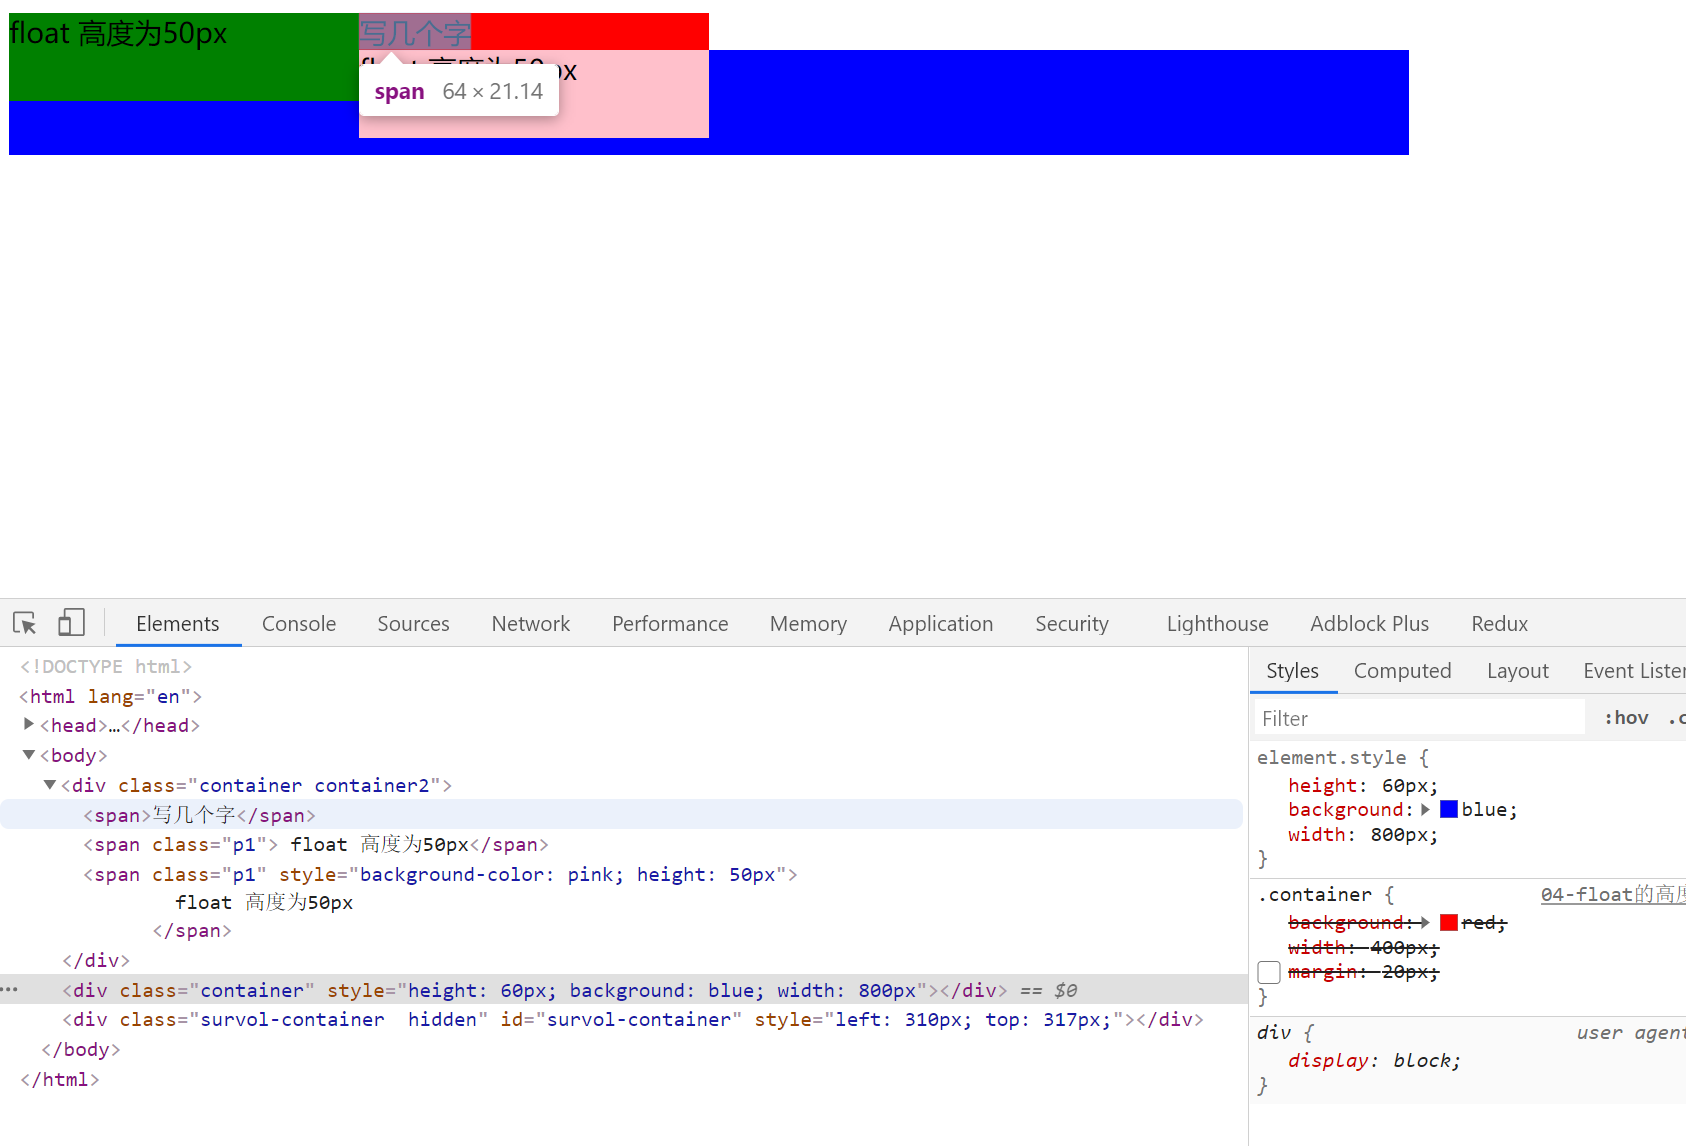 float 高度为50px
写几个字
px
span 64 × 21.14
Elements Console Sources Network Performance Memory Application Security Lighthouse Adblock Plus Redux
<!DOCTYPE html>
<html lang="en">
<head>…</head>
<body>
<div class="container container2">
<span>写几个字</span>
<span class="p1"> float 高度为50px</span>
<span class="p1" style="background-color: pink; height: 50px">
float 高度为50px
</span>
</div>
<div class="container" style="height: 60px; background: blue; width: 800px"></div> == $0
<div class="survol-container  hidden" id="survol-container" style="left: 310px; top: 317px;"></div>
</body>
</html>
Styles Computed Layout Event Listen
Filter :hov .c
element.style {
height: 60px;
background: blue;
width: 800px;
}
.container { 04-float的高度
background: red;
width: 400px;
margin: 20px;
}
div { user agent
display: block;
}